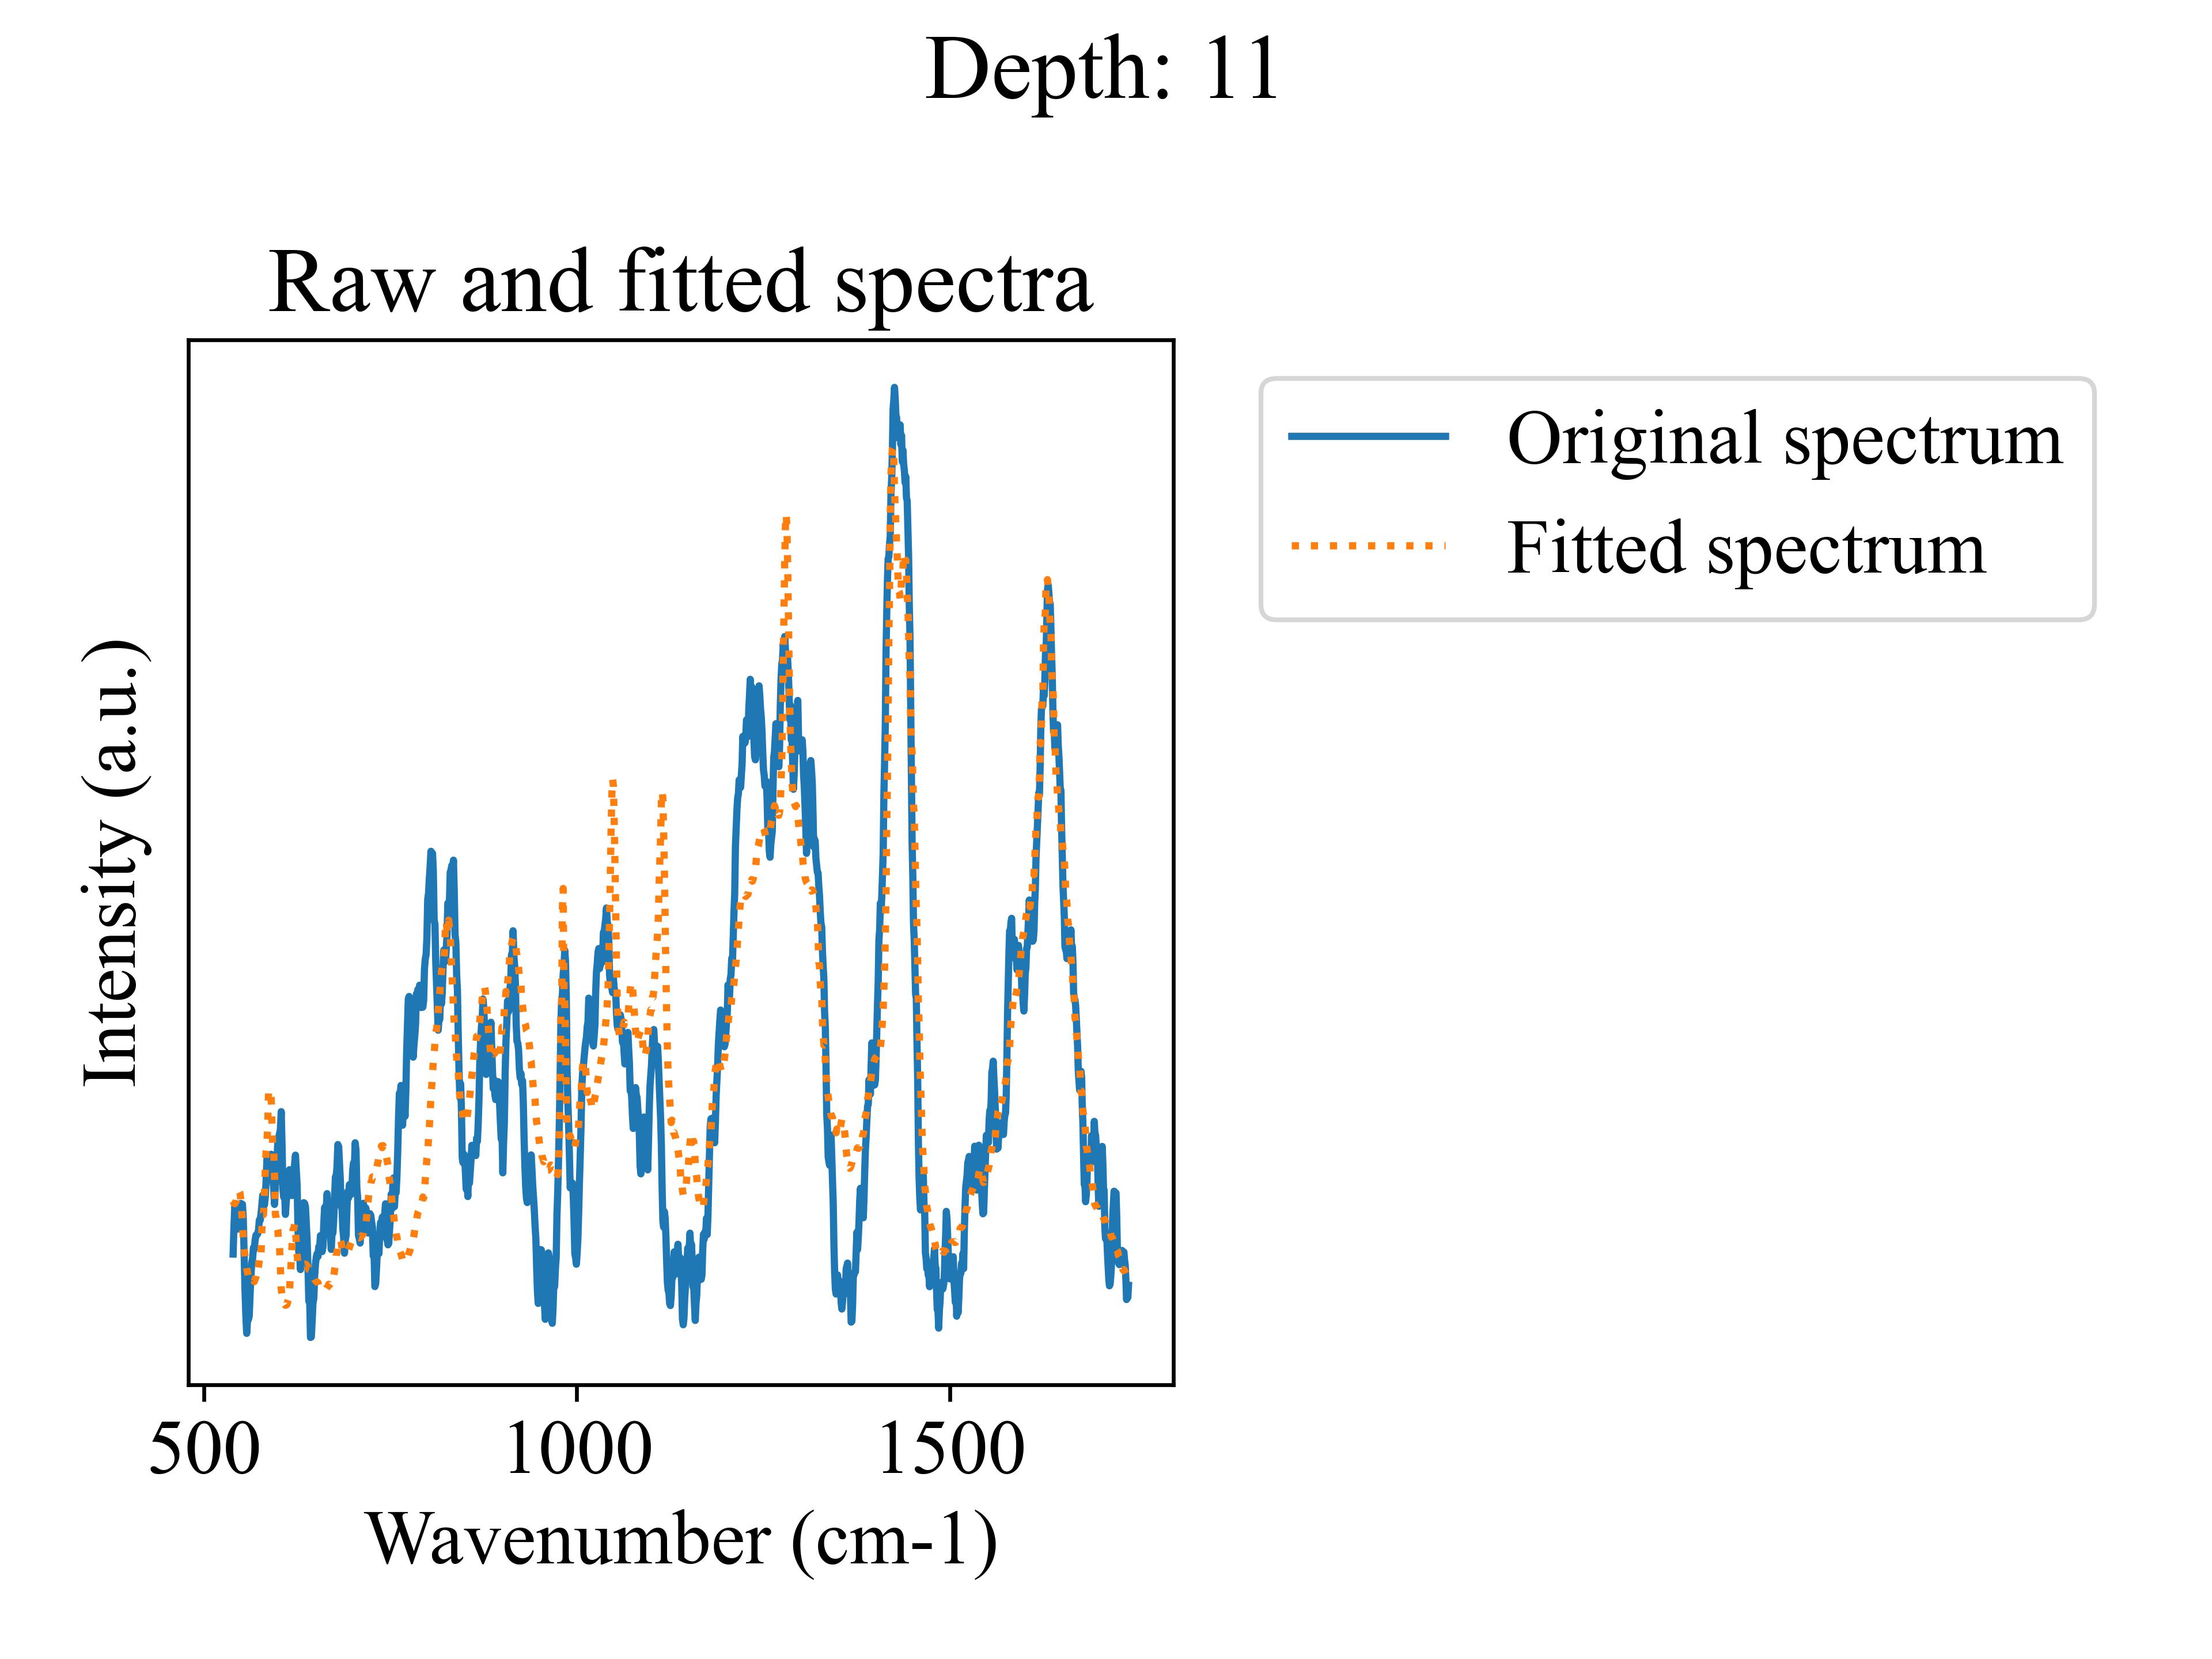 Depth: 11
Raw and fitted spectra
Original spectrum
Fitted spectrum
Intensity (a.u.)
500 1000 1500
Wavenumber (cm-1)